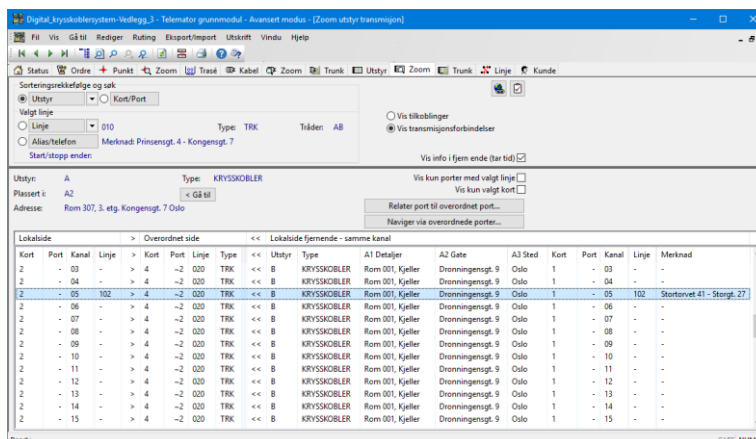 Digital_krysskoblersystem-Vedlegg_3 - Telemator grunnmodul - Avansert modus - [Zoom utstyr transmisjon]
Fil Vis Gå til Rediger Ruting Eksport/Import Utskrift Vindu Hjelp
Status Ordre Punkt Zoom Trasé Kabel Zoom Trunk Utstyr Zoom Trunk Linje Kunde
Sorteringsrekkefølge og søk
Utstyr Kort/Port
Valgt linje
Linje 010 Type: TRK Tråder: AB
Alias/telefon Merknad: Prinsensgt. 4 - Kongensgt. 7
Start/stopp ender:
Vis tilkoblinger
Vis transmisjonsforbindelser
Vis info i fjern ende (tar tid)
Utstyr: A Type: KRYSSKOBLER
Plassert i: A2 < Gå til
Adresse: Rom 307, 3. etg. Kongensgt. 7 Oslo
Vis kun porter med valgt linje
Vis kun valgt kort
Relater port til overordnet port...
Naviger via overordnede porter...
Lokalside > Overordnet side << Lokalside fjernende - samme kanal
Kort Port Kanal Linje > Kort Port Linje Type << Utstyr Type A1 Detaljer A2 Gate A3 Sted Kort Port Kanal Linje Merknad
2 - 03 - > 4 ~2 020 TRK << B KRYSSKOBLER Rom 001, Kjeller Dronningensgt. 9 Oslo 1 - 03 - -
2 - 04 - > 4 ~2 020 TRK << B KRYSSKOBLER Rom 001, Kjeller Dronningensgt. 9 Oslo 1 - 04 - -
2 - 05 102 > 4 ~2 020 TRK << B KRYSSKOBLER Rom 001, Kjeller Dronningensgt. 9 Oslo 1 - 05 102 Stortorvet 41 - Storgt. 27
2 - 06 - > 4 ~2 020 TRK << B KRYSSKOBLER Rom 001, Kjeller Dronningensgt. 9 Oslo 1 - 06 - -
2 - 07 - > 4 ~2 020 TRK << B KRYSSKOBLER Rom 001, Kjeller Dronningensgt. 9 Oslo 1 - 07 - -
2 - 08 - > 4 ~2 020 TRK << B KRYSSKOBLER Rom 001, Kjeller Dronningensgt. 9 Oslo 1 - 08 - -
2 - 09 - > 4 ~2 020 TRK << B KRYSSKOBLER Rom 001, Kjeller Dronningensgt. 9 Oslo 1 - 09 - -
2 - 10 - > 4 ~2 020 TRK << B KRYSSKOBLER Rom 001, Kjeller Dronningensgt. 9 Oslo 1 - 10 - -
2 - 11 - > 4 ~2 020 TRK << B KRYSSKOBLER Rom 001, Kjeller Dronningensgt. 9 Oslo 1 - 11 - -
2 - 12 - > 4 ~2 020 TRK << B KRYSSKOBLER Rom 001, Kjeller Dronningensgt. 9 Oslo 1 - 12 - -
2 - 13 - > 4 ~2 020 TRK << B KRYSSKOBLER Rom 001, Kjeller Dronningensgt. 9 Oslo 1 - 13 - -
2 - 14 - > 4 ~2 020 TRK << B KRYSSKOBLER Rom 001, Kjeller Dronningensgt. 9 Oslo 1 - 14 - -
2 - 15 - > 4 ~2 020 TRK << B KRYSSKOBLER Rom 001, Kjeller Dronningensgt. 9 Oslo 1 - 15 - -